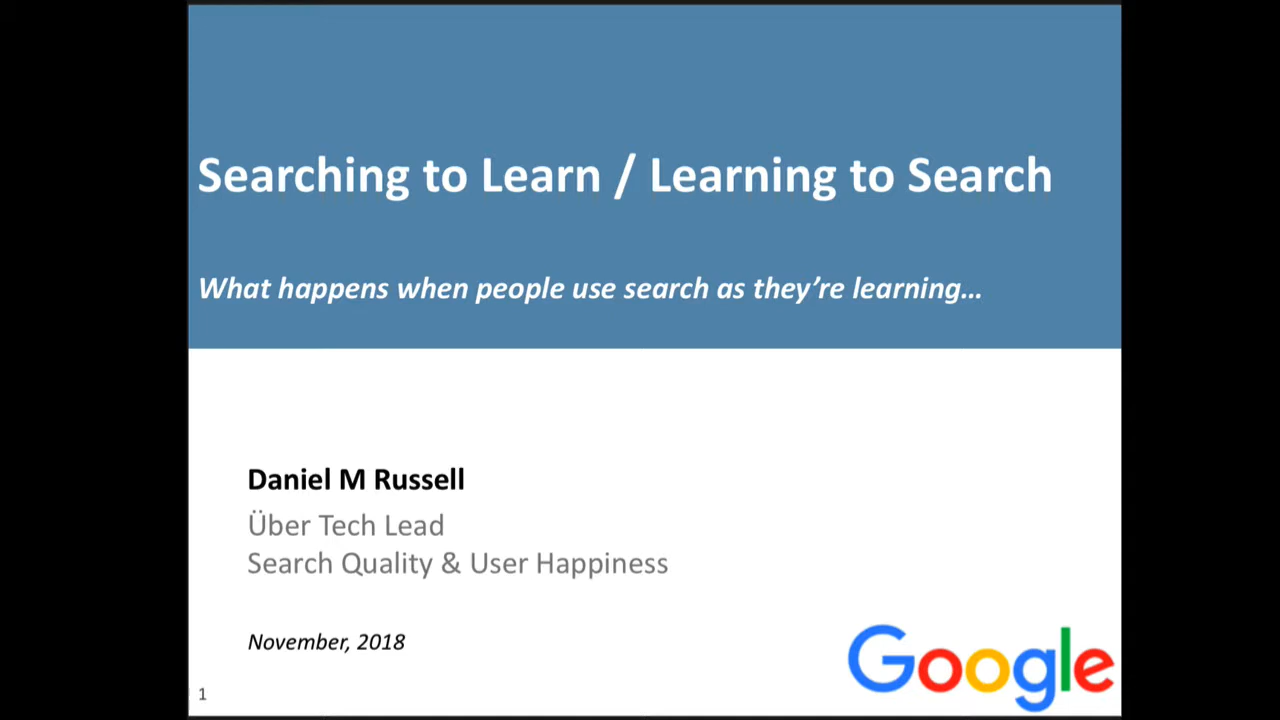 Searching to Learn / Learning to Search
What happens when people use search as they're learning…
Daniel M Russell
Über Tech Lead
Search Quality & User Happiness
November, 2018
Google
1